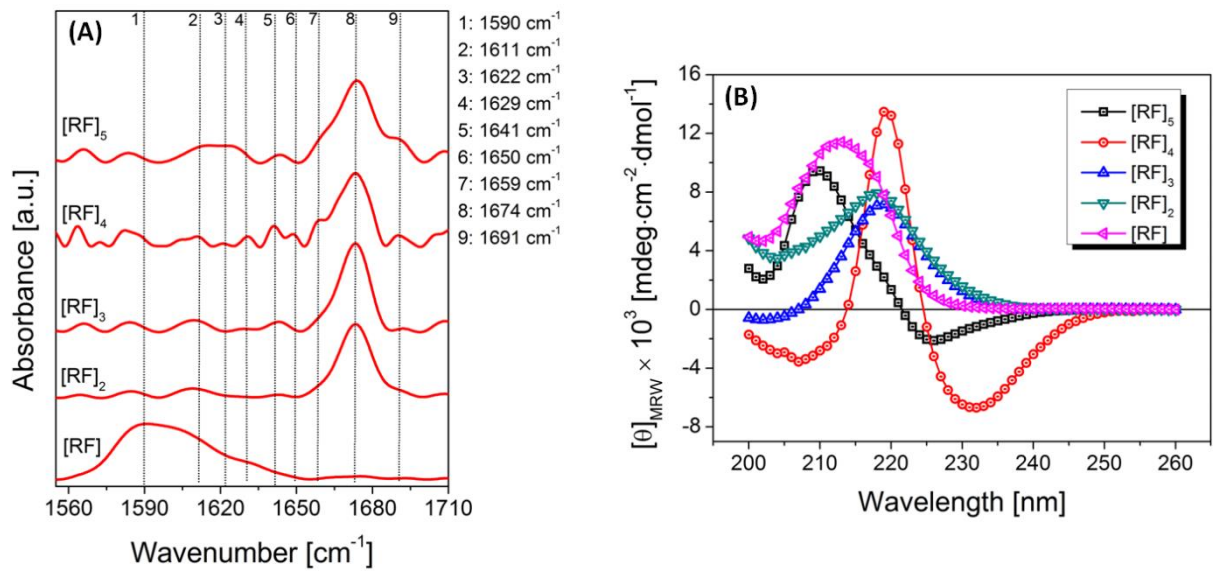 (A)
1 2 3 4 5 6 7 8 9
1: 1590 cm⁻¹
2: 1611 cm⁻¹
3: 1622 cm⁻¹
4: 1629 cm⁻¹
5: 1641 cm⁻¹
6: 1650 cm⁻¹
7: 1659 cm⁻¹
8: 1674 cm⁻¹
9: 1691 cm⁻¹
[RF]₅
[RF]₄
[RF]₃
[RF]₂
[RF]
Absorbance [a.u.]
1560 1590 1620 1650 1680 1710
Wavenumber [cm⁻¹]
(B)
16
12
8
4
0
-4
-8
[θ]MRW × 10³ [mdeg·cm⁻²·dmol⁻¹]
[RF]₅
[RF]₄
[RF]₃
[RF]₂
[RF]
200 210 220 230 240 250 260
Wavelength [nm]